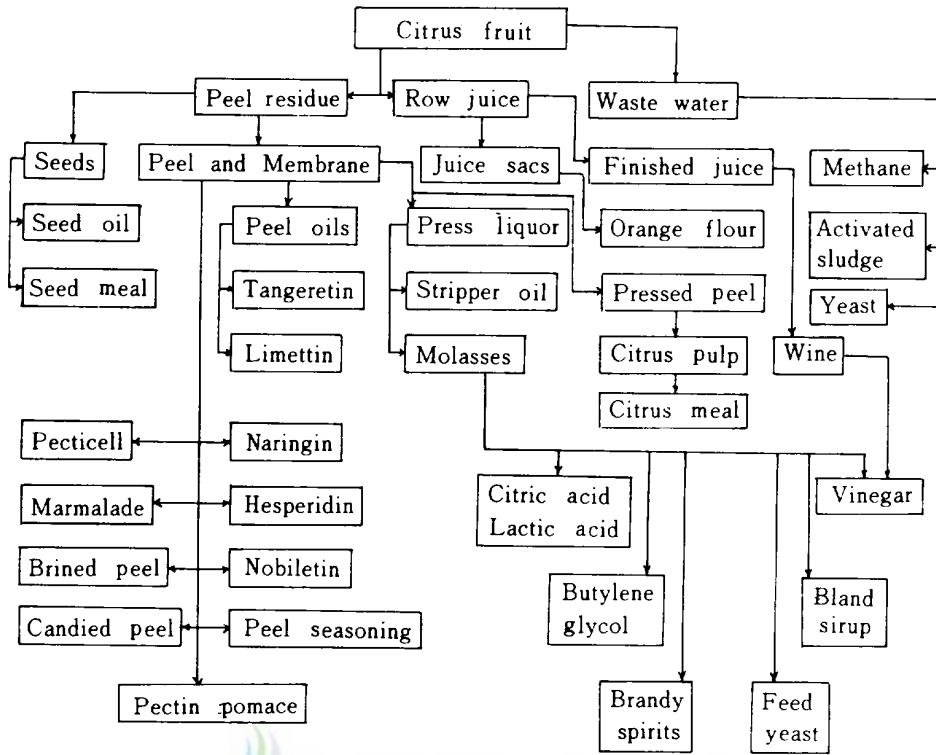 Citrus fruit
Peel residue
Row juice
Waste water
Seeds
Peel and Membrane
Juice sacs
Finished juice
Methane
Seed oil
Peel oils
Press liquor
Orange flour
Activated
sludge
Seed meal
Tangeretin
Stripper oil
Pressed peel
Yeast
Limettin
Molasses
Citrus pulp
Wine
Citrus meal
Pecticell
Naringin
Marmalade
Hesperidin
Citric acid
Lactic acid
Vinegar
Brined peel
Nobiletin
Butylene
glycol
Bland
sirup
Candied peel
Peel seasoning
Pectin pomace
Brandy
spirits
Feed
yeast